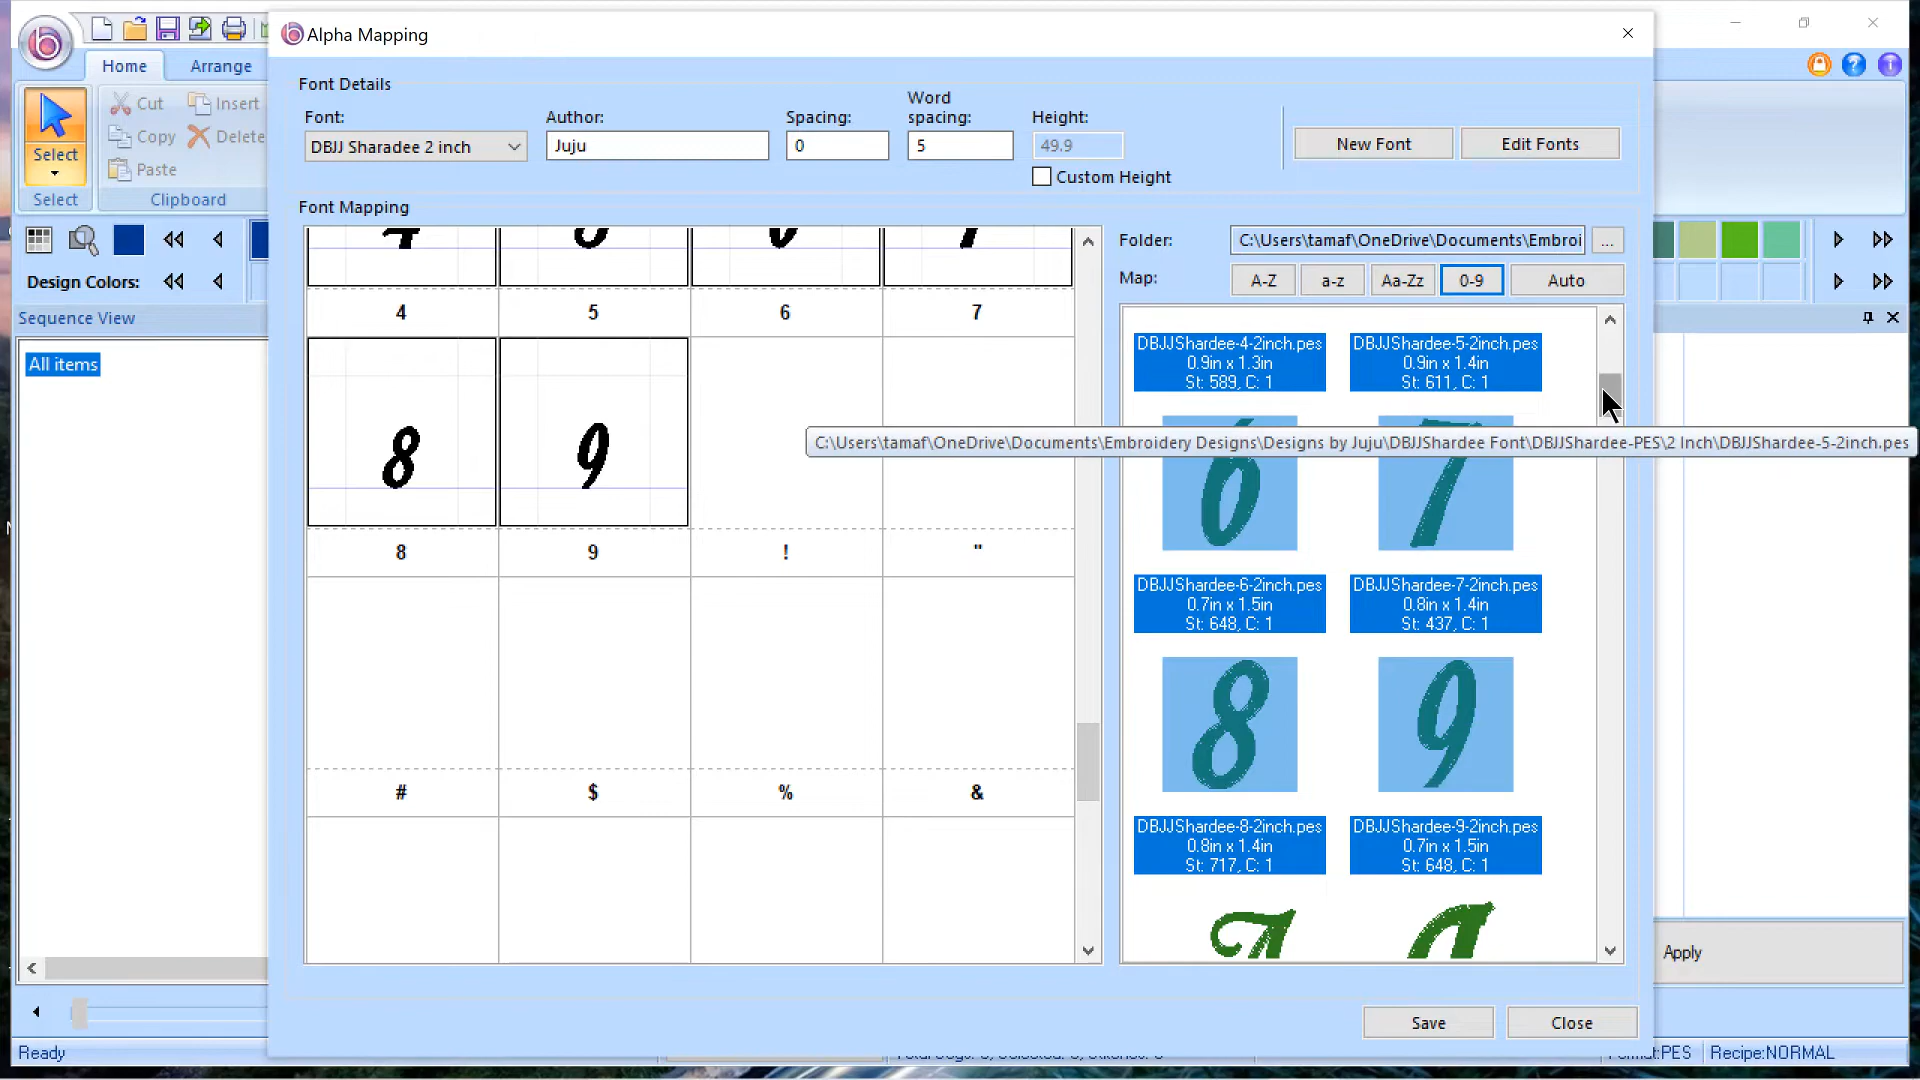 Alpha Mapping
Home
Arrange
Select
Select
Cut
Insert
Copy
Delete
Paste
Clipboard
Design Colors:
Sequence View
All items
Font Details
Font:
Author:
Spacing:
Word
spacing:
Height:
DBJJ Sharadee 2 inch
Juju
0
5
49.9
Custom Height
New Font
Edit Fonts
Font Mapping
4
5
6
7
8
9
8
9
!
"
#
$
%
&
Folder:
C:\Users\tamaf\OneDrive\Documents\Embroi
...
Map:
A-Z
a-z
Aa-Zz
0-9
Auto
DBJJShardee-4-2inch.pes
0.9in x 1.3in
St: 589, C: 1
DBJJShardee-5-2inch.pes
0.9in x 1.4in
St: 611, C: 1
C:\Users\tamaf\OneDrive\Documents\Embroidery Designs\Designs by Juju\DBJJShardee Font\DBJJShardee-PES\2 Inch\DBJJShardee-5-2inch.pes
6
7
DBJJShardee-6-2inch.pes
0.7in x 1.5in
St: 648, C: 1
DBJJShardee-7-2inch.pes
0.8in x 1.4in
St: 437, C: 1
8
9
DBJJShardee-8-2inch.pes
0.8in x 1.4in
St: 717, C: 1
DBJJShardee-9-2inch.pes
0.7in x 1.5in
St: 648, C: 1
Apply
Save
Close
Ready
Recipe:NORMAL